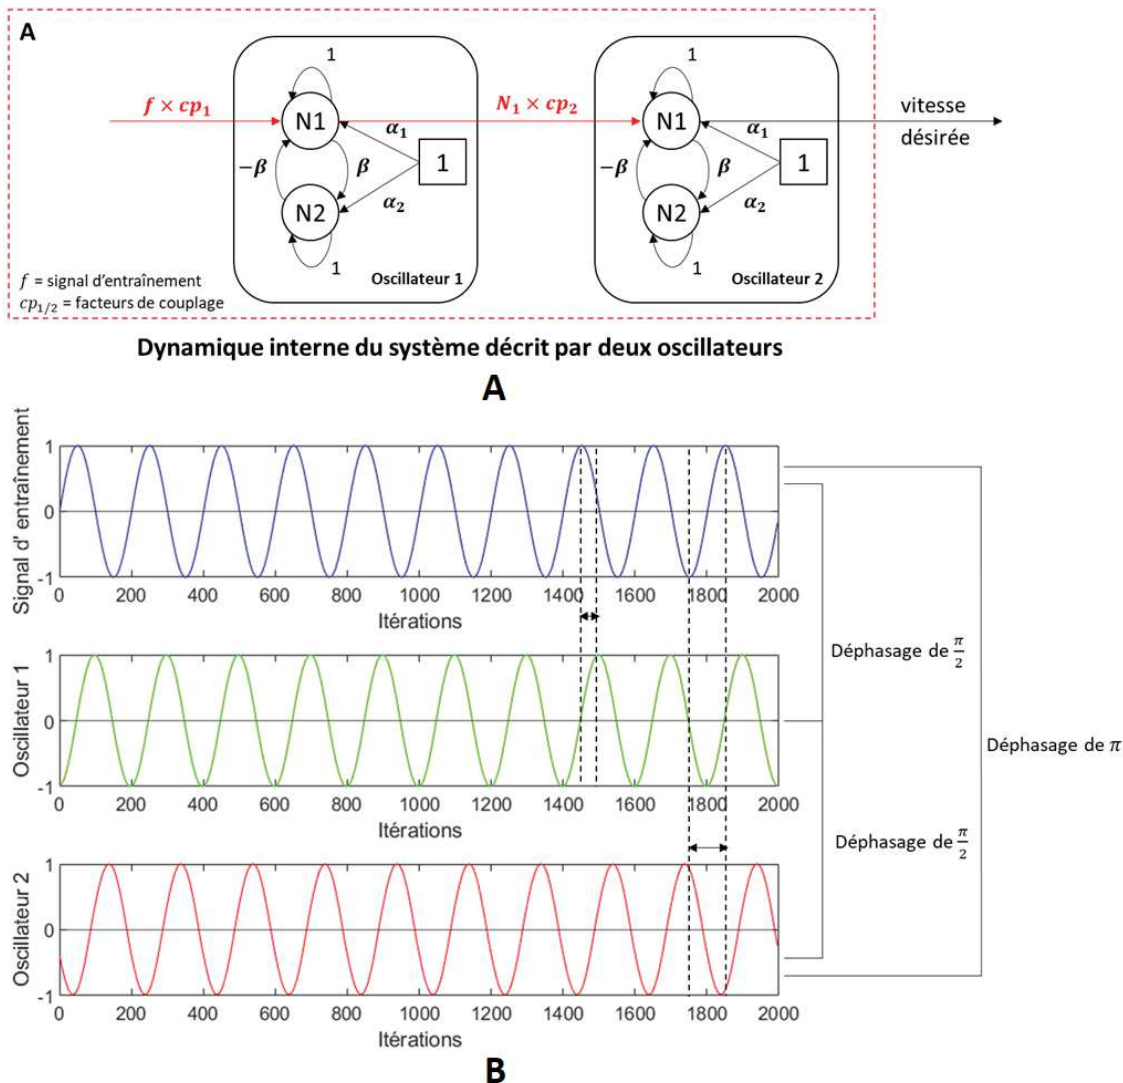 A
1
1
f × cp₁
N₁ × cp₂
vitesse
désirée
N1
α₁
N1
α₁
−β
β
1
−β
β
1
N2
α₂
N2
α₂
1
1
f = signal d'entraînement
cp₁/₂ = facteurs de couplage
Oscillateur 1
Oscillateur 2
Dynamique interne du système décrit par deux oscillateurs
A
Signal d' entraînement
1
0
-1
0 200 400 600 800 1000 1200 1400 1600 1800 2000
Itérations
Oscillateur 1
1
0
-1
0 200 400 600 800 1000 1200 1400 1600 1800 2000
Itérations
Oscillateur 2
1
0
-1
0 200 400 600 800 1000 1200 1400 1600 1800 2000
Itérations
Déphasage de π/2
Déphasage de π
Déphasage de π/2
B